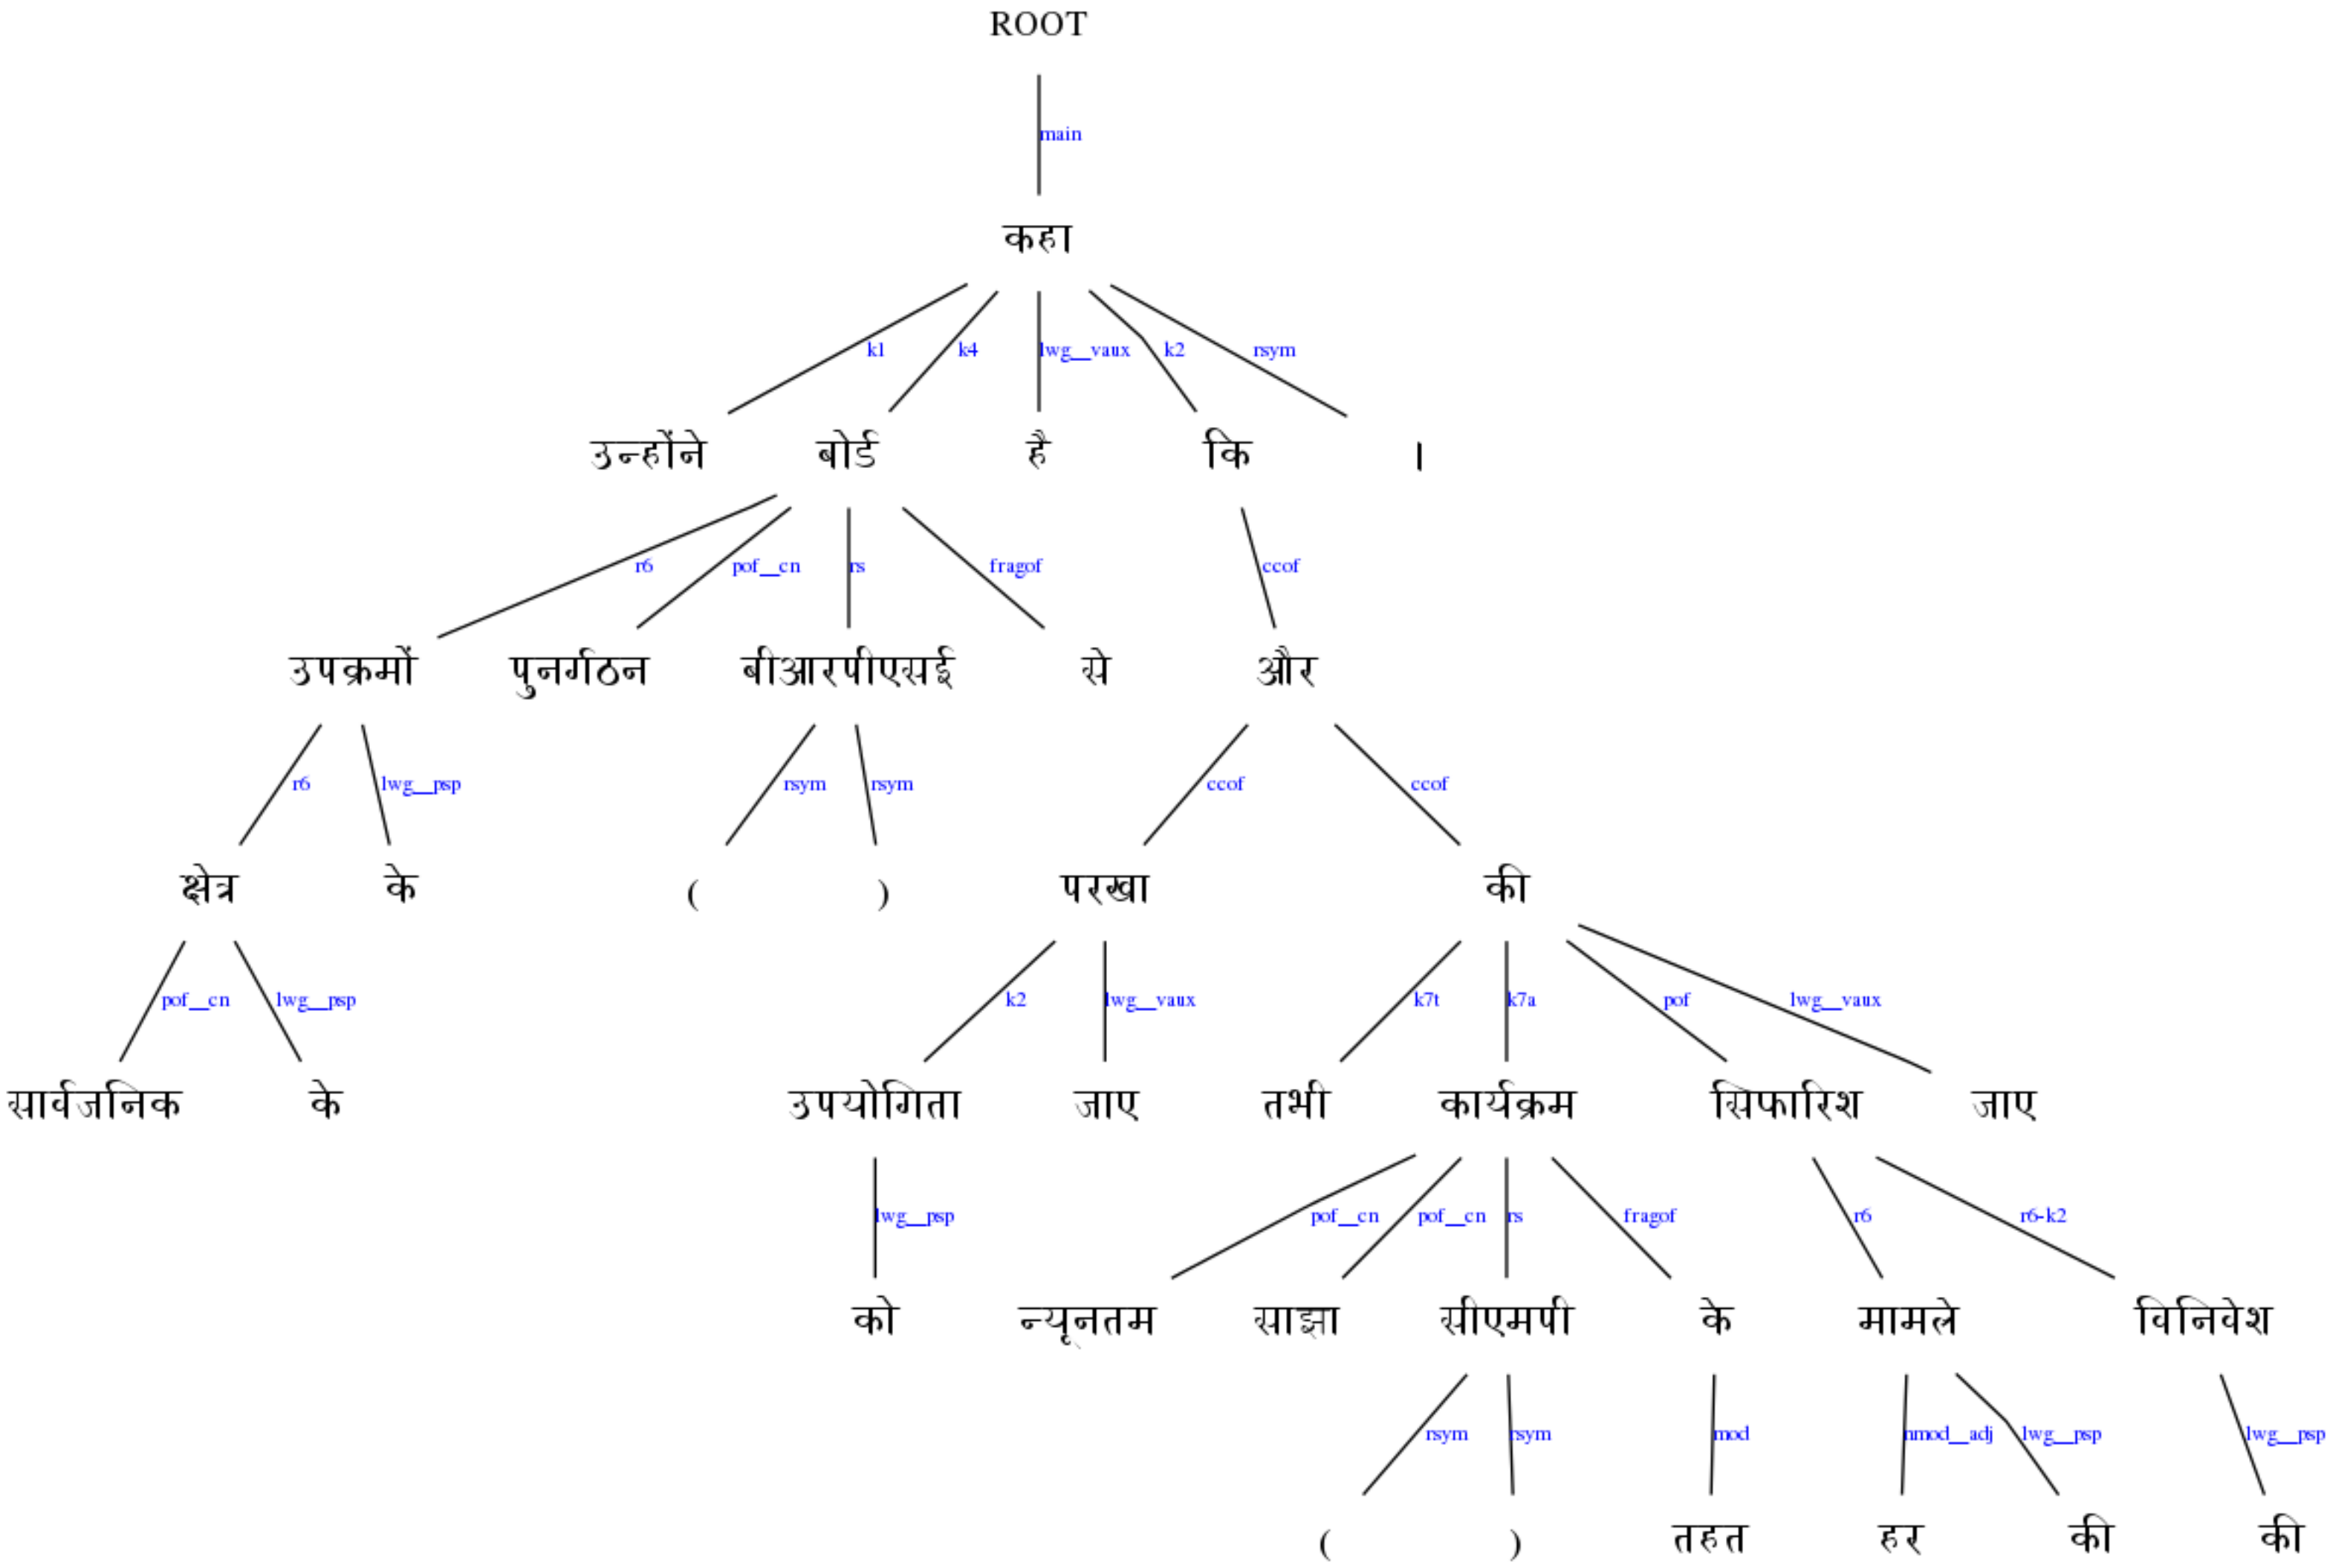 ROOT
main
कहा
k1 k4 lwg__vaux k2 rsym
उन्होंने बोर्ड है कि ।
r6 pof__cn rs fragof ccof
उपक्रमों पुनर्गठन बीआरपीएसई से और
r6 lwg__psp rsym rsym ccof ccof
क्षेत्र के ( ) परखा की
pof__cn lwg__psp k2 lwg__vaux k7t k7a pof lwg__vaux
सार्वजनिक के उपयोगिता जाए तभी कार्यक्रम सिफारिश जाए
lwg__psp pof__cn pof__cn rs fragof r6 r6-k2
को न्यूनतम साझा सीएमपी के मामले विनिवेश
rsym rsym mod nmod__adj lwg__psp lwg__psp
( ) तहत हर की की